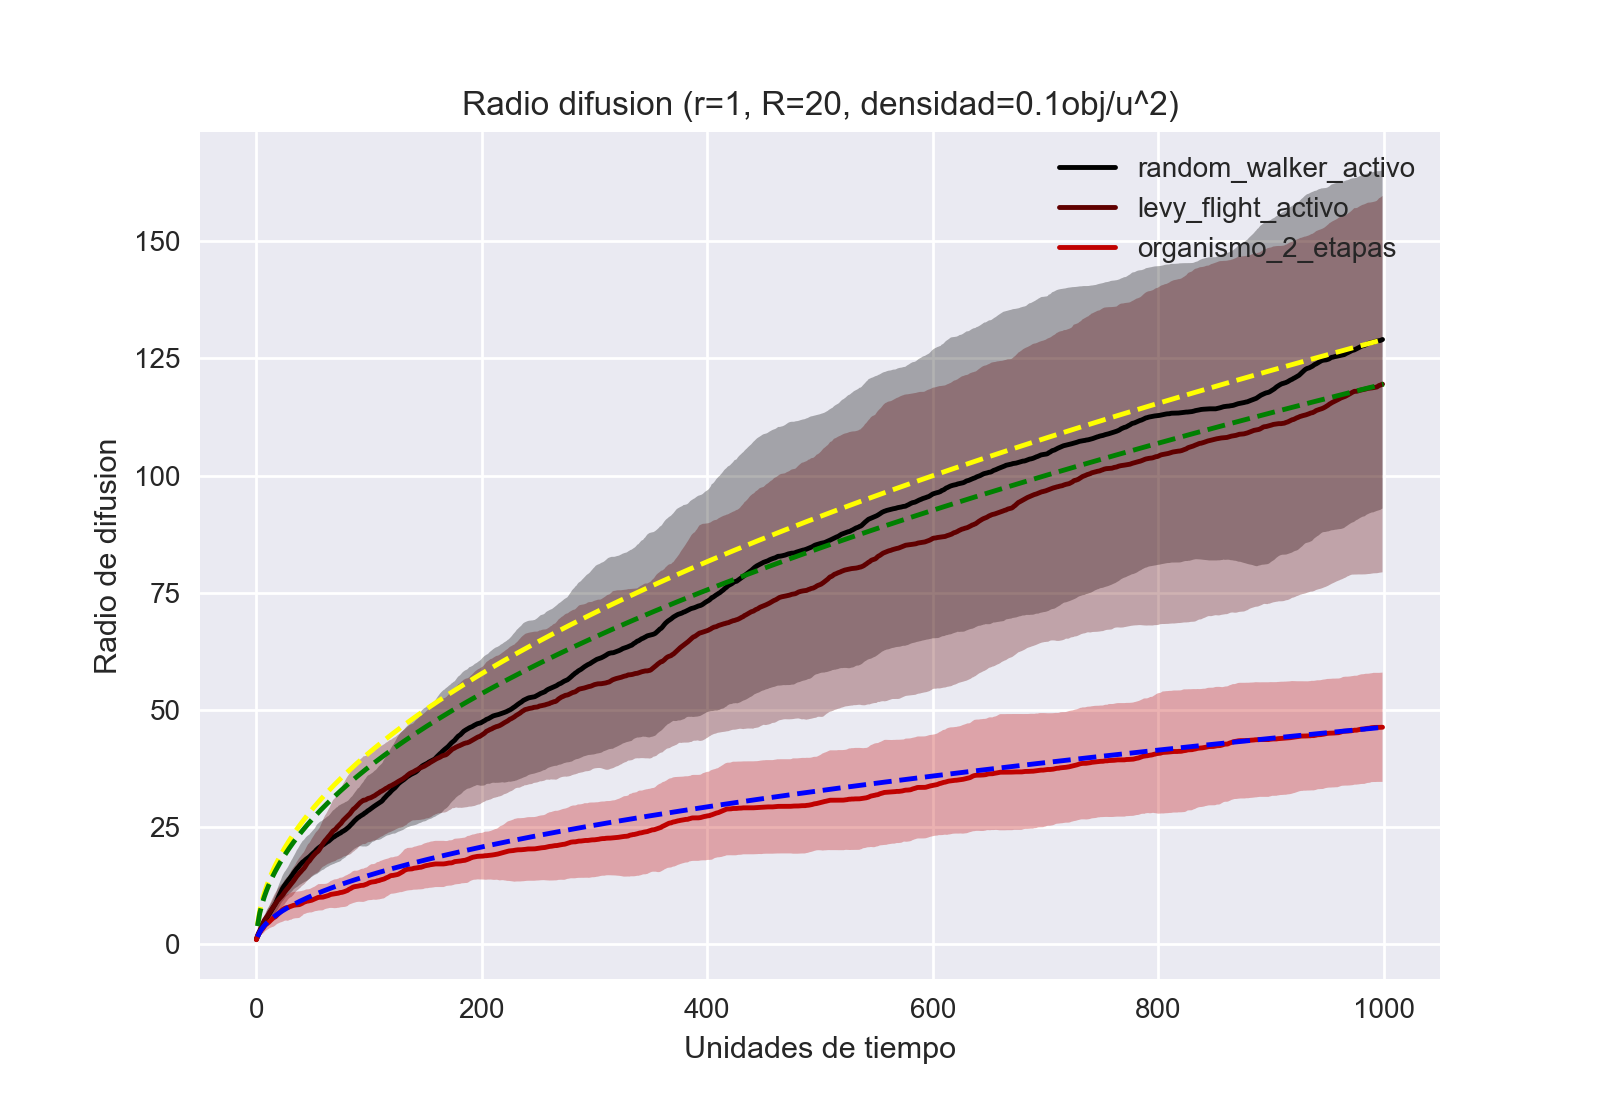 Radio difusion (r=1, R=20, densidad=0.1obj/u^2)
random_walker_activo
levy_flight_activo
organismo_2_etapas
Radio de difusion
150
125
100
75
50
25
0
0 200 400 600 800 1000
Unidades de tiempo